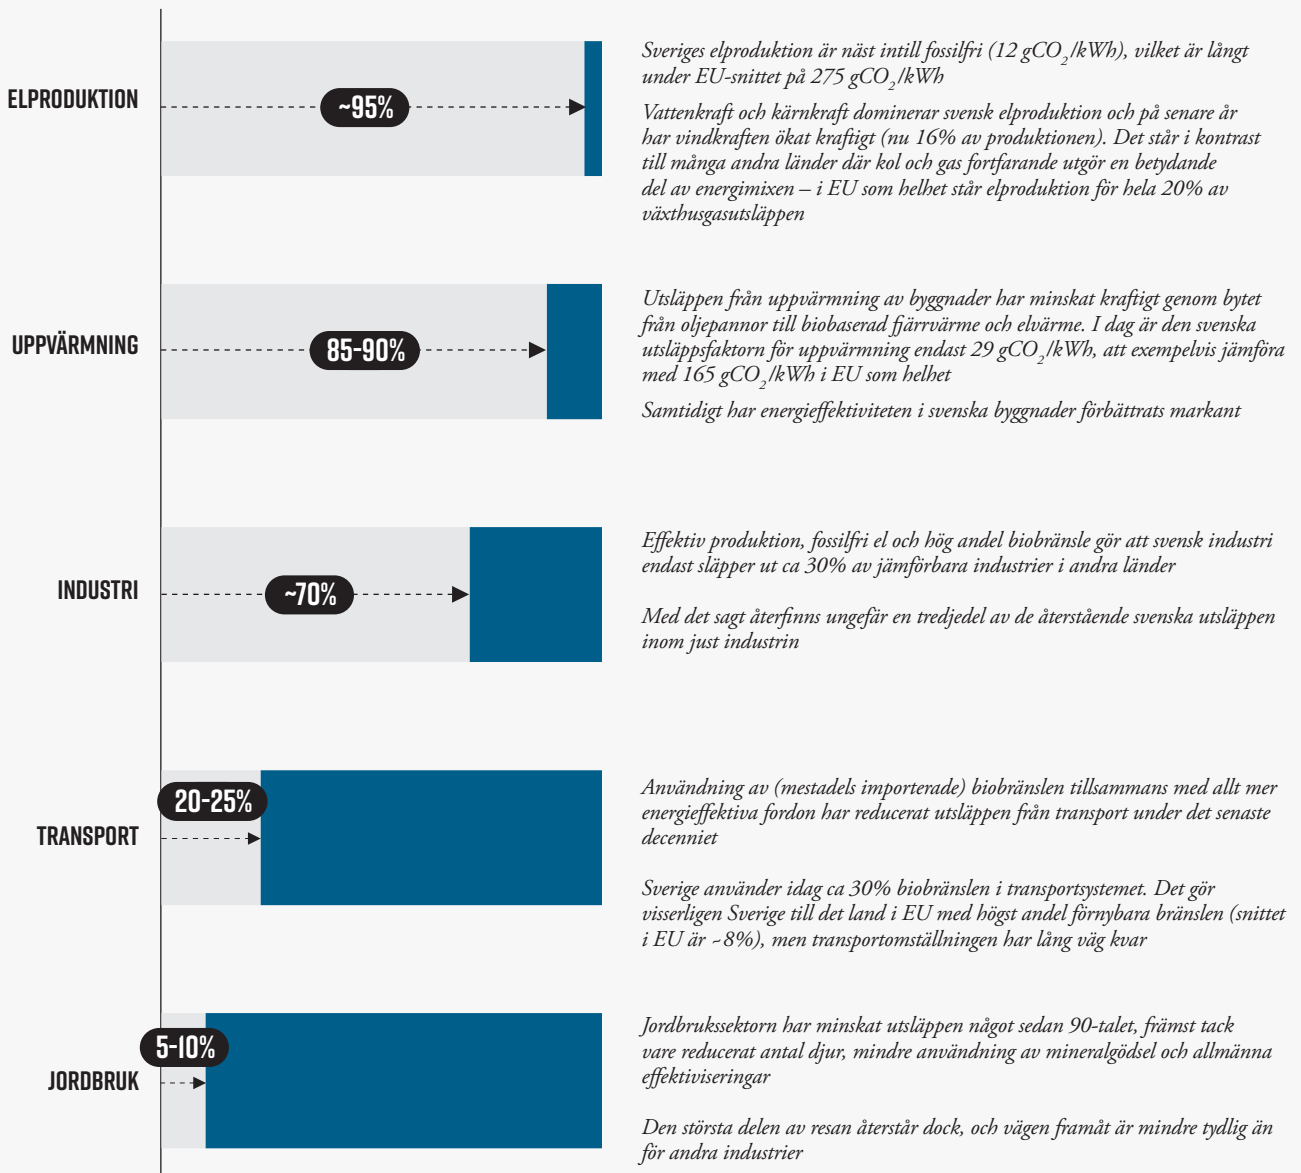 ELPRODUKTION
~95%
Sveriges elproduktion är näst intill fossilfri (12 gCO₂/kWh), vilket är långt
under EU-snittet på 275 gCO₂/kWh
Vattenkraft och kärnkraft dominerar svensk elproduktion och på senare år
har vindkraften ökat kraftigt (nu 16% av produktionen). Det står i kontrast
till många andra länder där kol och gas fortfarande utgör en betydande
del av energimixen – i EU som helhet står elproduktion för hela 20% av
växthusgasutsläppen
UPPVÄRMNING
85-90%
Utsläppen från uppvärmning av byggnader har minskat kraftigt genom bytet
från oljepannor till biobaserad fjärrvärme och elvärme. I dag är den svenska
utsläppsfaktorn för uppvärmning endast 29 gCO₂/kWh, att exempelvis jämföra
med 165 gCO₂/kWh i EU som helhet
Samtidigt har energieffektiviteten i svenska byggnader förbättrats markant
INDUSTRI
~70%
Effektiv produktion, fossilfri el och hög andel biobränsle gör att svensk industri
endast släpper ut ca 30% av jämförbara industrier i andra länder
Med det sagt återfinns ungefär en tredjedel av de återstående svenska utsläppen
inom just industrin
TRANSPORT
20-25%
Användning av (mestadels importerade) biobränslen tillsammans med allt mer
energieffektiva fordon har reducerat utsläppen från transport under det senaste
decenniet
Sverige använder idag ca 30% biobränslen i transportsystemet. Det gör
visserligen Sverige till det land i EU med högst andel förnybara bränslen (snittet
i EU är ~8%), men transportomställningen har lång väg kvar
JORDBRUK
5-10%
Jordbrukssektorn har minskat utsläppen något sedan 90-talet, främst tack
vare reducerat antal djur, mindre användning av mineralgödsel och allmänna
effektiviseringar
Den största delen av resan återstår dock, och vägen framåt är mindre tydlig än
för andra industrier